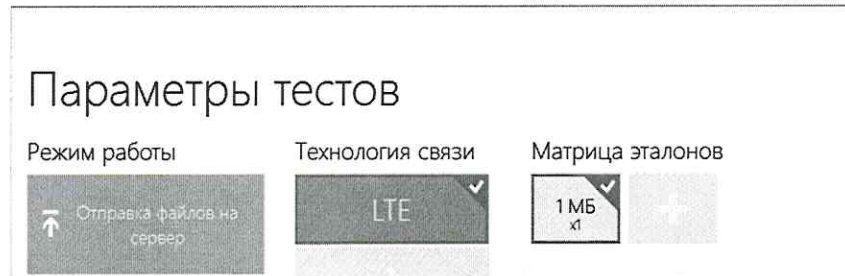 Параметры тестов
Режим работы
Технология связи
Матрица эталонов
Отправка файлов на
сервер
LTE
1 МБ
x1